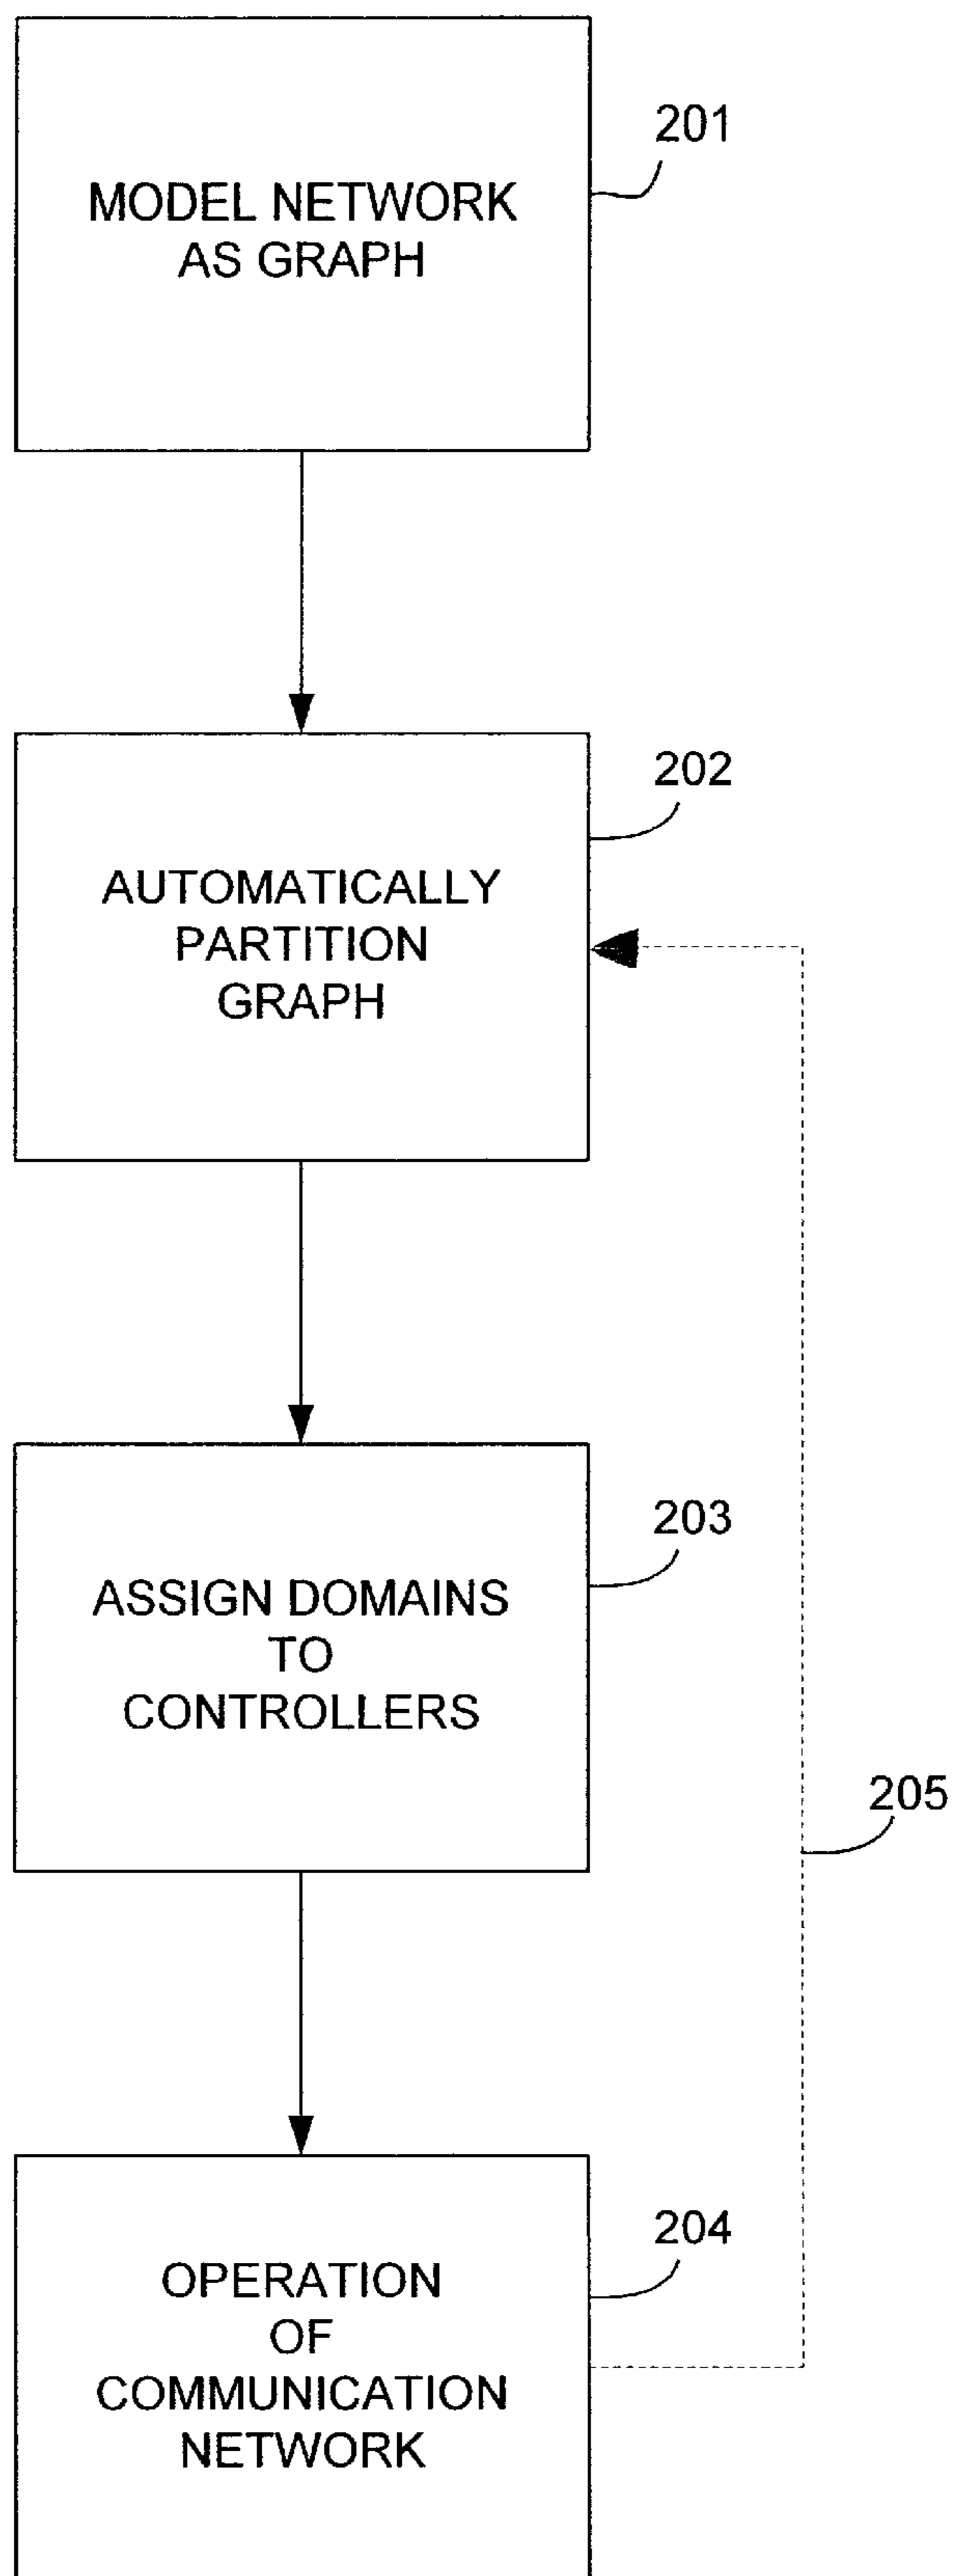 201
MODEL NETWORK
AS GRAPH
202
AUTOMATICALLY
PARTITION
GRAPH
203
ASSIGN DOMAINS
TO
CONTROLLERS
205
204
OPERATION
OF
COMMUNICATION
NETWORK